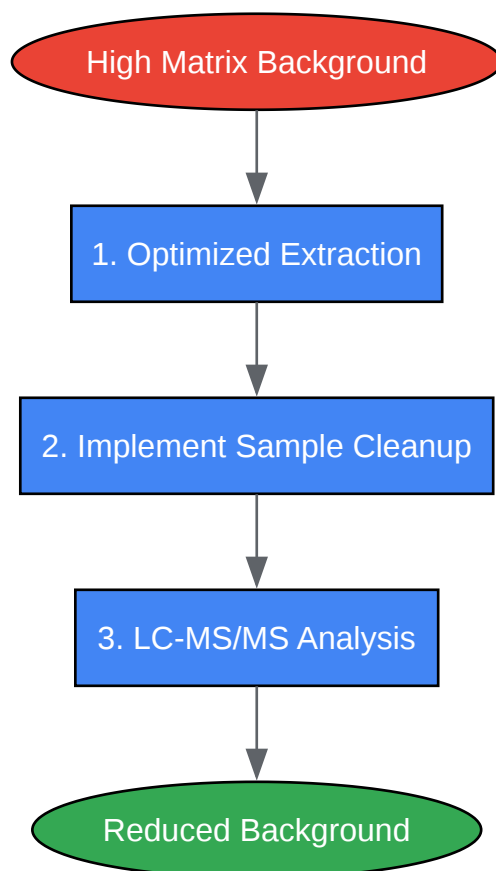 High Matrix Background
1. Optimized Extraction
2. Implement Sample Cleanup
3. LC-MS/MS Analysis
Reduced Background